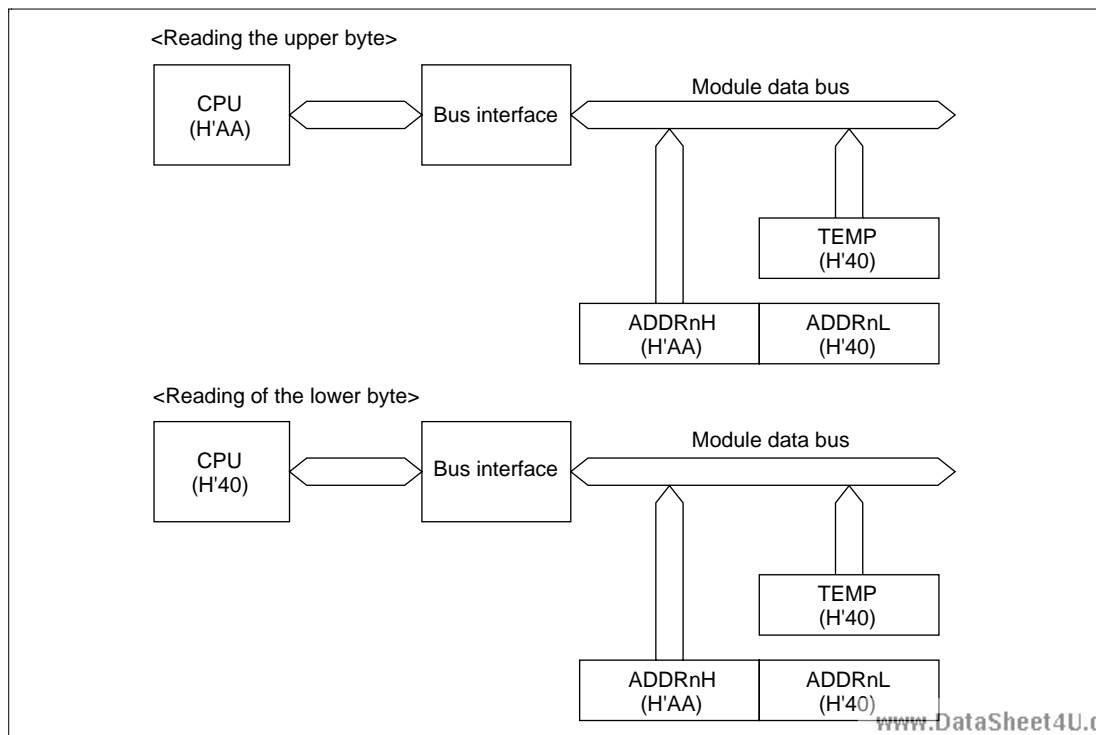 <Reading the upper byte>
Module data bus
CPU
(H'AA)
Bus interface
TEMP
(H'40)
ADDRnH
(H'AA)
ADDRnL
(H'40)
<Reading of the lower byte>
Module data bus
CPU
(H'40)
Bus interface
TEMP
(H'40)
ADDRnH
(H'AA)
ADDRnL
(H'40)
www.DataSheet4U.c